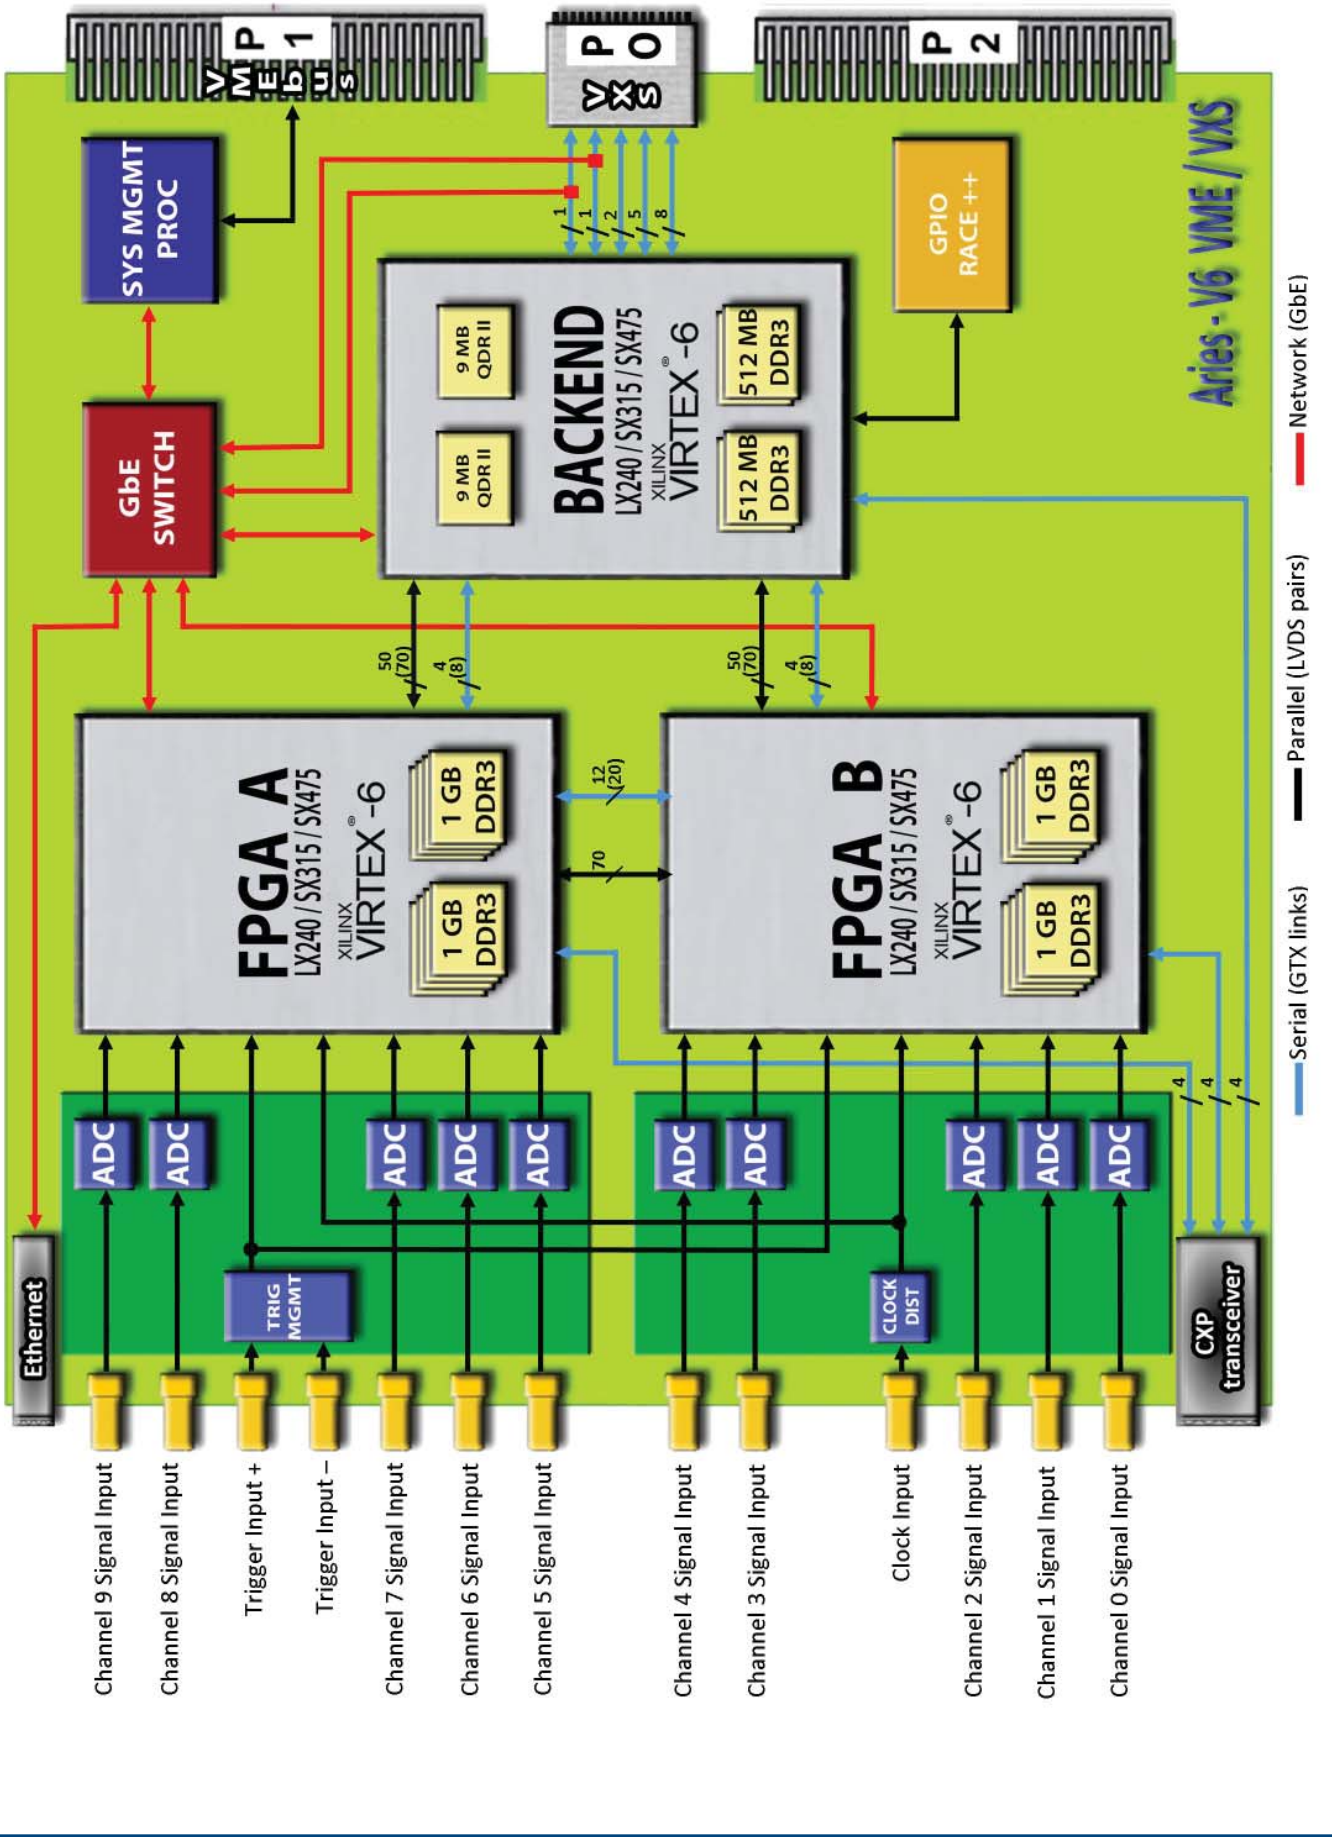 Ethernet
Channel 9 Signal Input
ADC
Channel 8 Signal Input
ADC
Trigger Input +
Trigger Input –
TRIG
MGMT
Channel 7 Signal Input
ADC
Channel 6 Signal Input
ADC
Channel 5 Signal Input
ADC
Channel 4 Signal Input
ADC
Channel 3 Signal Input
ADC
Clock Input
CLOCK
DIST
Channel 2 Signal Input
ADC
Channel 1 Signal Input
ADC
Channel 0 Signal Input
ADC
CXP
transceiver
4
4
4
FPGA A
LX240 / SX315 / SX475
XILINX
VIRTEX®-6
1 GB
DDR3
1 GB
DDR3
70
12
(20)
FPGA B
LX240 / SX315 / SX475
XILINX
VIRTEX®-6
1 GB
DDR3
1 GB
DDR3
50
(70)
4
(8)
50
(70)
4
(8)
GbE
SWITCH
SYS MGMT
PROC
BACKEND
LX240 / SX315 / SX475
XILINX
VIRTEX®-6
9 MB
QDR II
9 MB
QDR II
512 MB
DDR3
512 MB
DDR3
1
1
2
5
8
GPIO
RACE ++
VMEbus
P1
VXS
P0
P2
Aries - V6 VME / VXS
Serial (GTX links)
Parallel (LVDS pairs)
Network (GbE)